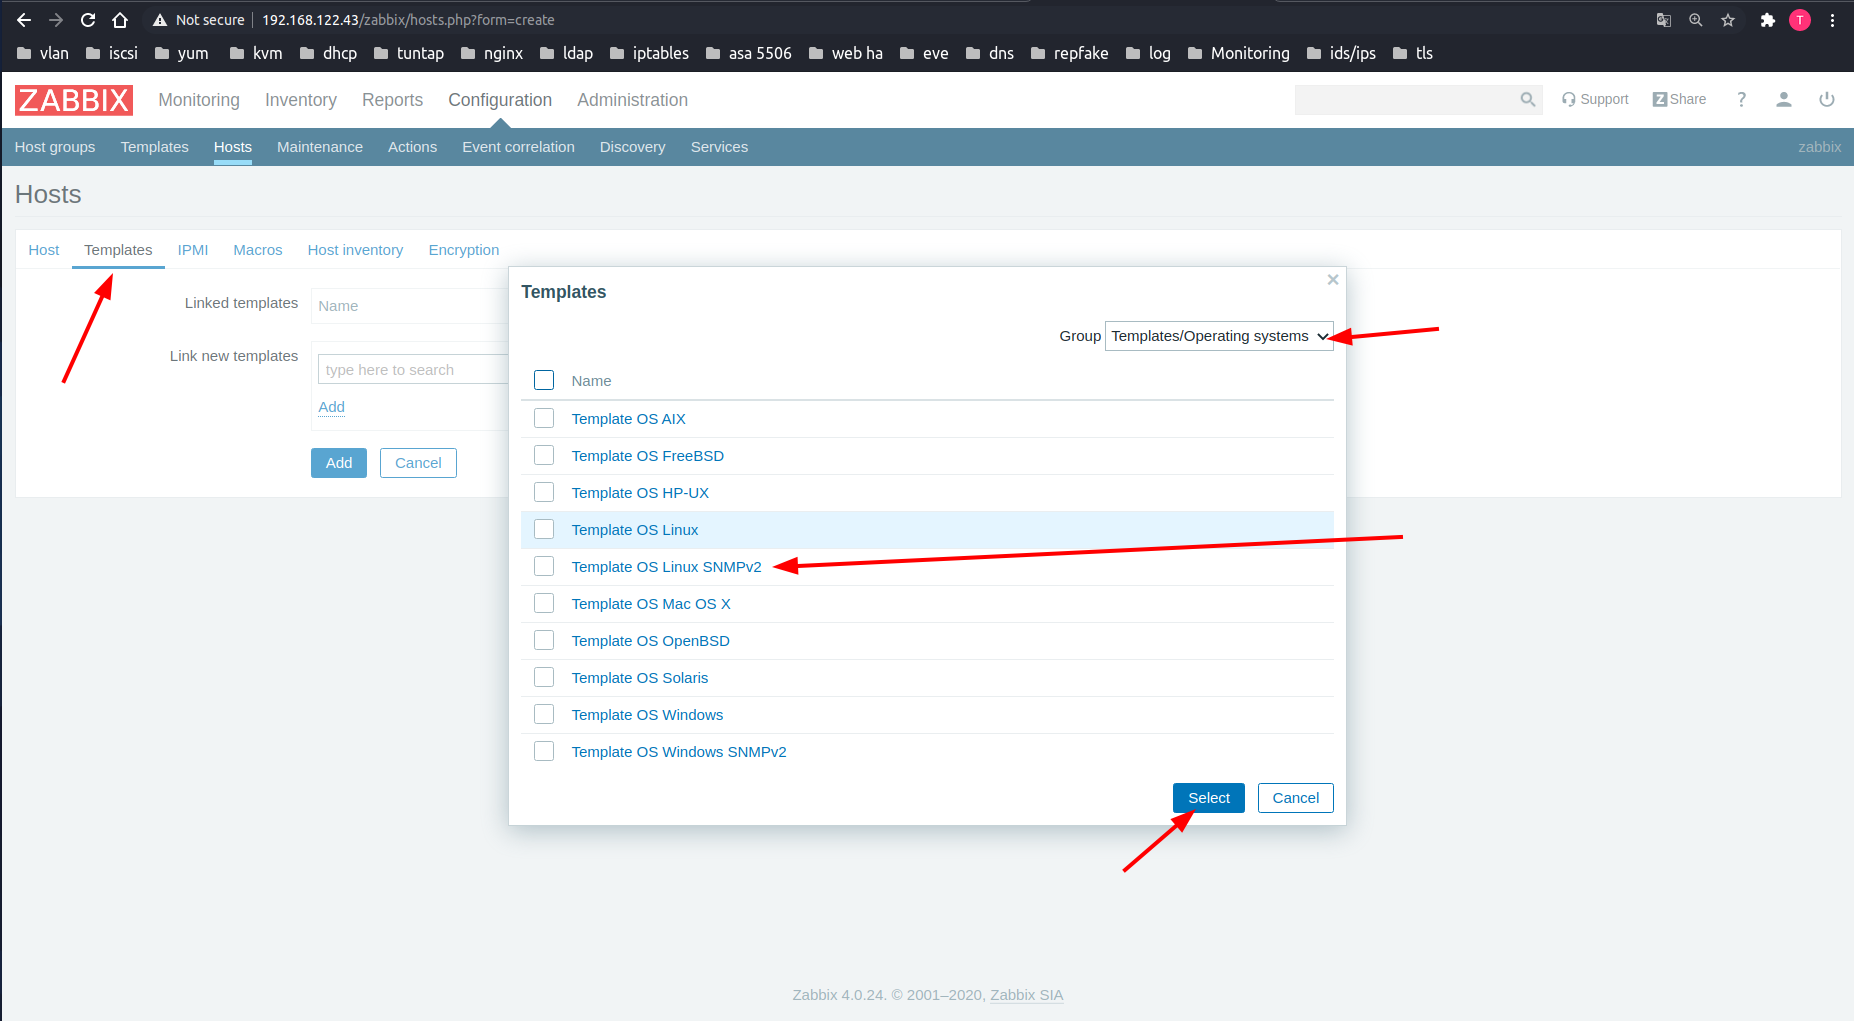 Not secure 192.168.122.43/zabbix/hosts.php?form=create T
vlan iscsi yum kvm dhcp tuntap nginx ldap iptables asa 5506 web ha eve dns repfake log Monitoring ids/ips tls
ZABBIX Monitoring Inventory Reports Configuration Administration Support Z Share ?
Host groups Templates Hosts Maintenance Actions Event correlation Discovery Services zabbix
Hosts
Host Templates IPMI Macros Host inventory Encryption
Linked templates Name
Link new templates type here to search
Add
Add Cancel
Templates
Group Templates/Operating systems
Name
Template OS AIX
Template OS FreeBSD
Template OS HP-UX
Template OS Linux
Template OS Linux SNMPv2
Template OS Mac OS X
Template OS OpenBSD
Template OS Solaris
Template OS Windows
Template OS Windows SNMPv2
Select Cancel
Zabbix 4.0.24. © 2001–2020, Zabbix SIA